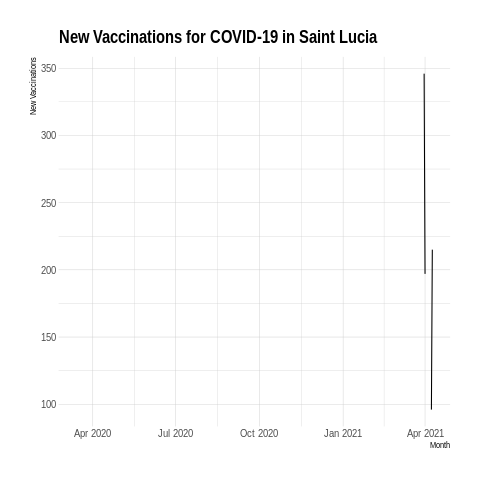 New Vaccinations for COVID-19 in Saint Lucia
New Vaccinations
350
300
250
200
150
100
Apr 2020 Jul 2020 Oct 2020 Jan 2021 Apr 2021
Month